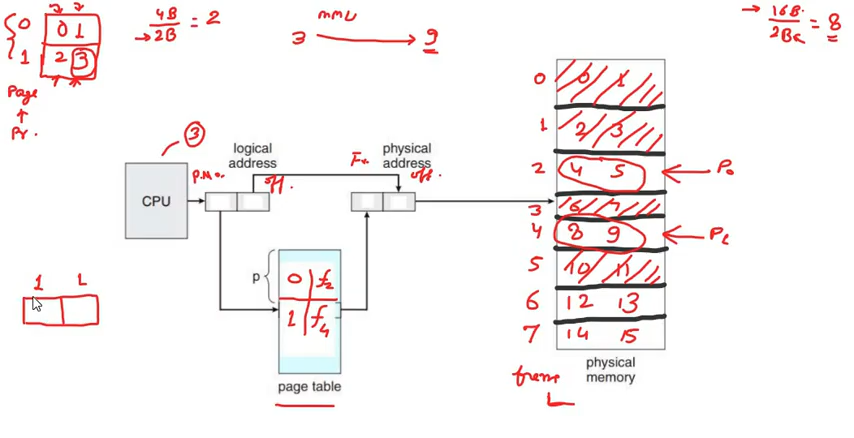 0 0 1
1 2 3
Page
Pr.
4B
→2B = 2
mmu
3 → 9
→ 16B
2B = 8
③
logical
address
physical
address
P.No.
off.
F.
off.
CPU
p
0 f2
1 f4
page table
1 1
0 0 1
1 2 3
2 4 5 ← P0
3 6 7
4 8 9 ← P1
5 10 11
6 12 13
7 14 15
physical
memory
frame